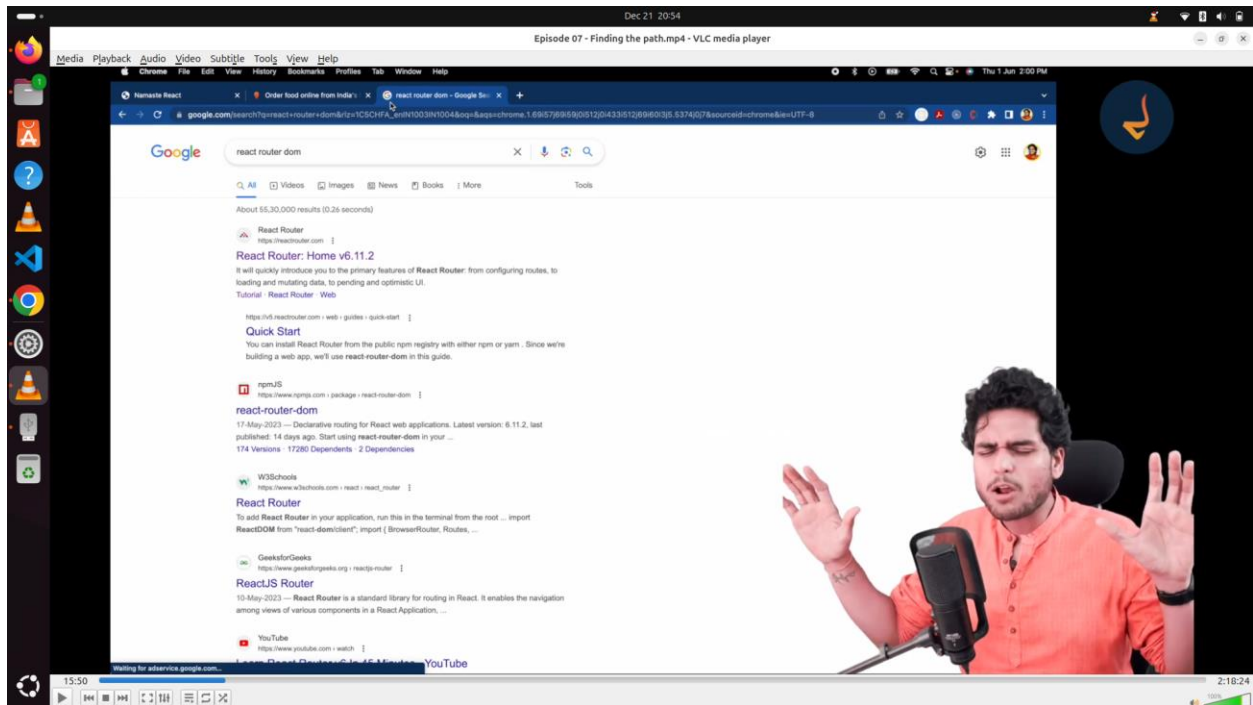 Dec 21 20:54
Episode 07 - Finding the path.mp4 - VLC media player
Media Playback Audio Video Subtitle Tools View Help
Chrome File Edit View History Bookmarks Profiles Tab Window Help
Thu 1 Jun 2:00 PM
Namaste React
Order food online from India's
react router dom - Google Sea
google.com/search?q=react+router+dom&rlz=1C5CHFA_enIN1003IN1004&oq=&aqs=chrome.1.69i57j69i59j0i512j0i433i512j69i60l3j5.5374j0j7&sourceid=chrome&ie=UTF-8
Google
react router dom
All Videos Images News Books More Tools
About 55,30,000 results (0.26 seconds)
React Router
https://reactrouter.com
React Router: Home v6.11.2
It will quickly introduce you to the primary features of React Router: from configuring routes, to
loading and mutating data, to pending and optimistic UI.
Tutorial · React Router · Web
https://v5.reactrouter.com › web › guides › quick-start
Quick Start
You can install React Router from the public npm registry with either npm or yarn . Since we're
building a web app, we'll use react-router-dom in this guide.
npmJS
https://www.npmjs.com › package › react-router-dom
react-router-dom
17-May-2023 — Declarative routing for React web applications. Latest version: 6.11.2, last
published: 14 days ago. Start using react-router-dom in your ...
174 Versions · 17280 Dependents · 2 Dependencies
W3Schools
https://www.w3schools.com › react › react_router
React Router
To add React Router in your application, run this in the terminal from the root ... import
ReactDOM from "react-dom/client"; import { BrowserRouter, Routes, ...
GeeksforGeeks
https://www.geeksforgeeks.org › reactjs-router
ReactJS Router
10-May-2023 — React Router is a standard library for routing in React. It enables the navigation
among views of various components in a React Application, ...
YouTube
https://www.youtube.com › watch
Learn React Router v6 In 45 Minutes - YouTube
Waiting for adservice.google.com...
15:50
2:18:24
100%